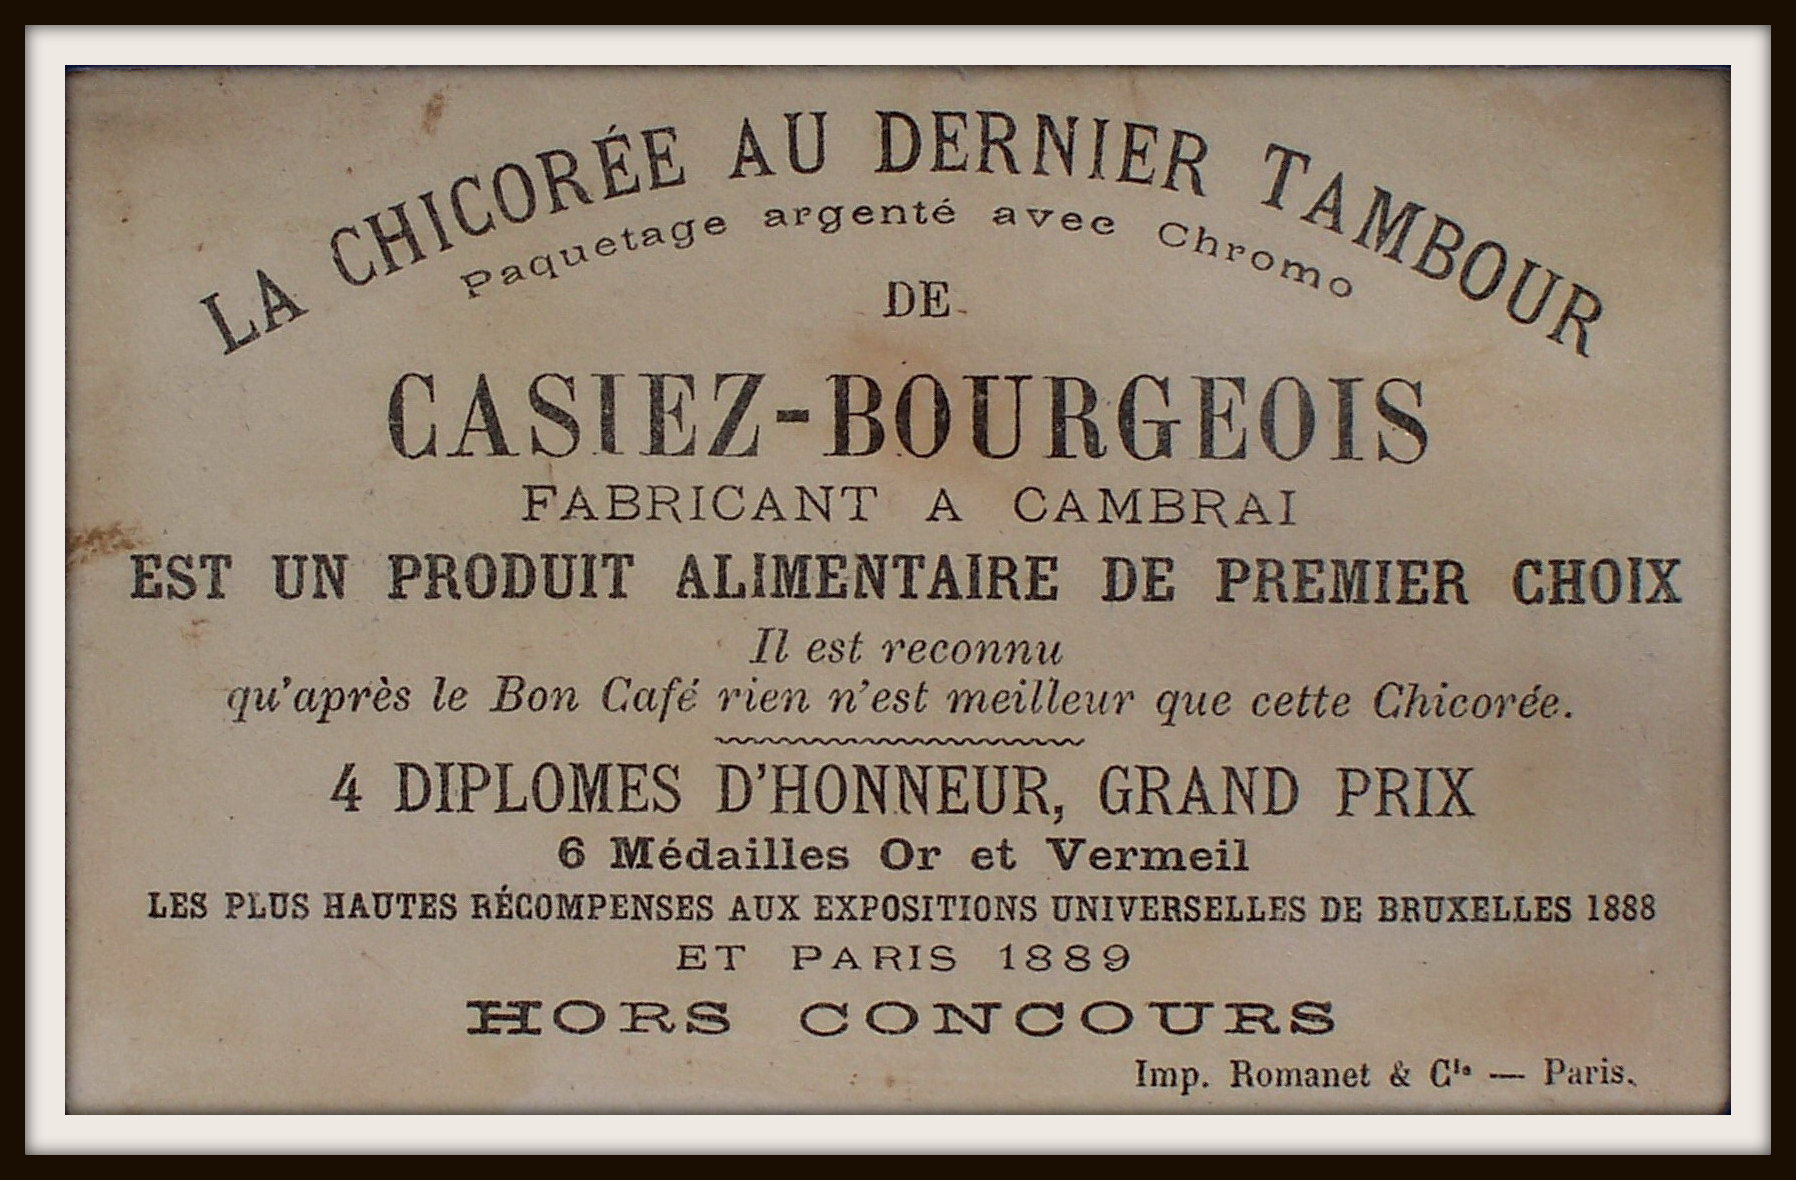 LA CHICORÉE AU DERNIER TAMBOUR
Paquetage argenté avec Chromo
DE
CASIEZ-BOURGEOIS
FABRICANT A CAMBRAI
EST UN PRODUIT ALIMENTAIRE DE PREMIER CHOIX
Il est reconnu
qu'après le Bon Café rien n'est meilleur que cette Chicorée.
4 DIPLOMES D'HONNEUR, GRAND PRIX
6 Médailles Or et Vermeil
LES PLUS HAUTES RÉCOMPENSES AUX EXPOSITIONS UNIVERSELLES DE BRUXELLES 1888
ET PARIS 1889
HORS CONCOURS
Imp. Romanet & Cie — Paris.